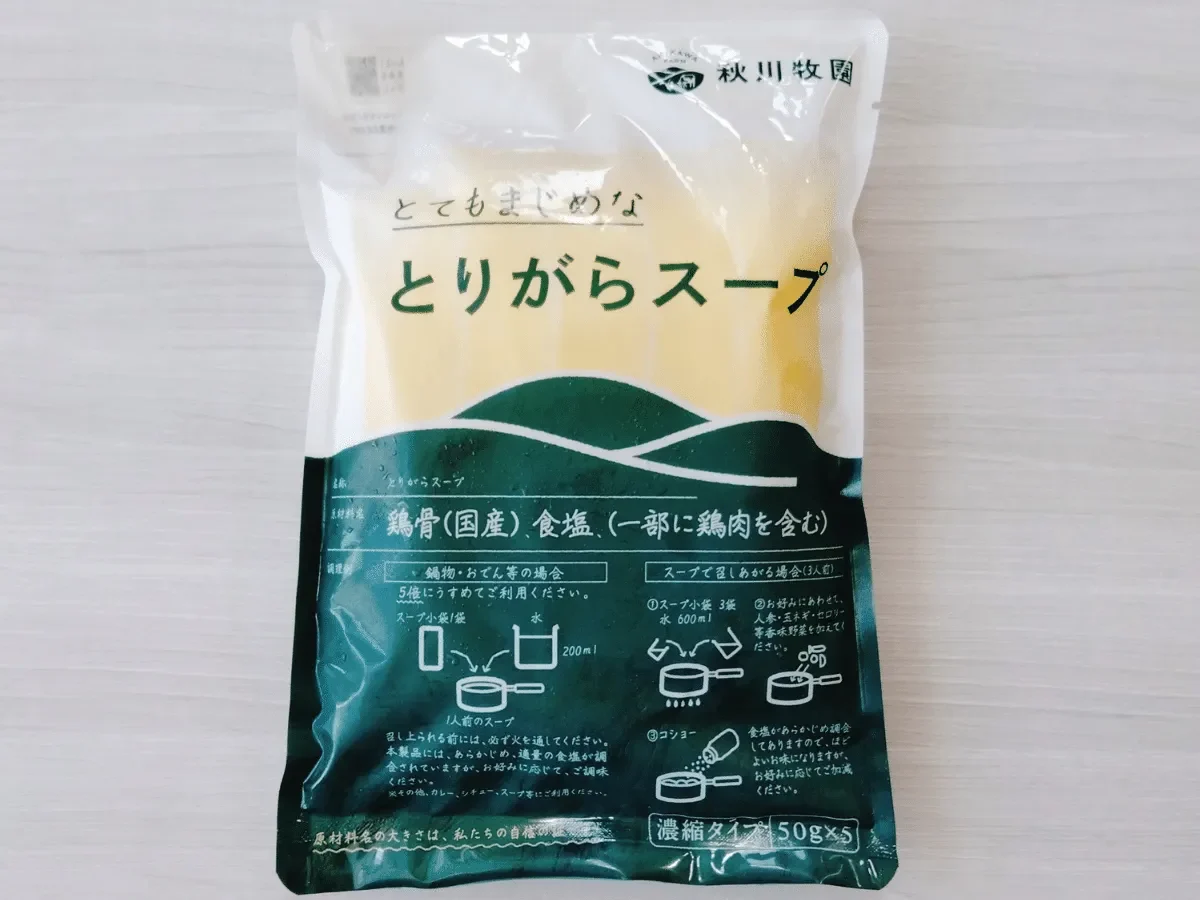 AKIKAWA FARM
秋川牧園
とてもまじめな
とりがらスープ
名称 とりがらスープ
原材料名 鶏骨(国産)、食塩、(一部に鶏肉を含む)
鍋物・おでん等の場合
5倍にうすめてご利用ください。
スープ小袋1袋
水
200ml
1人前のスープ
召し上られる前には、必ず火を通してください。
本製品には、あらかじめ、適量の食塩が調
合されていますが、お好みに応じて、ご調味
ください。
※その他、カレー、シチュー、スープ等にご利用ください。
スープで召しあがる場合(3人前)
①スープ小袋 3袋
水 600ml
②お好みにあわせて、
人参・玉ネギ・セロリー
等香味野菜を加えてく
ださい。
③コショー
食塩があらかじめ調合
してありますので、ほど
よいお味になりますが、
お好みに応じてご加減
ください。
原材料名の大きさは、私たちの自信の
濃縮タイプ 50g×5